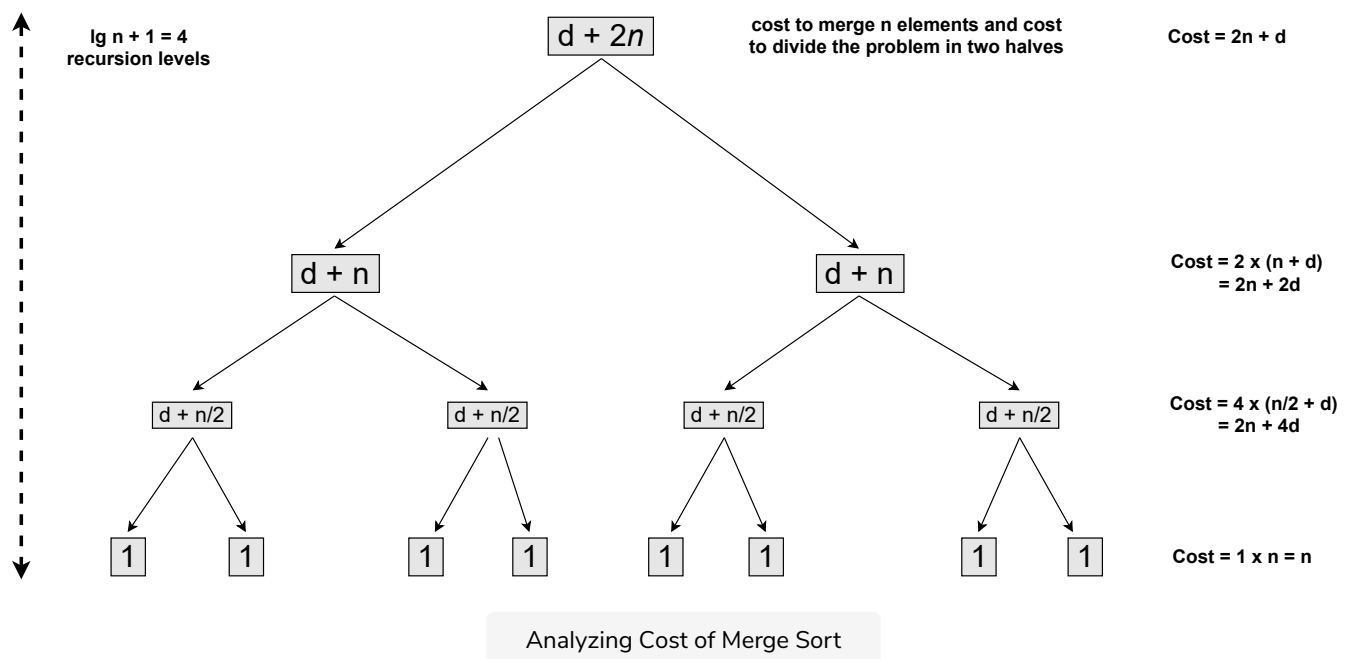 lg n + 1 = 4
recursion levels
d + 2n
cost to merge n elements and cost
to divide the problem in two halves
Cost = 2n + d
d + n
d + n
Cost = 2 x (n + d)
= 2n + 2d
d + n/2
d + n/2
d + n/2
d + n/2
Cost = 4 x (n/2 + d)
= 2n + 4d
1
1
1
1
1
1
1
1
Cost = 1 x n = n
Analyzing Cost of Merge Sort